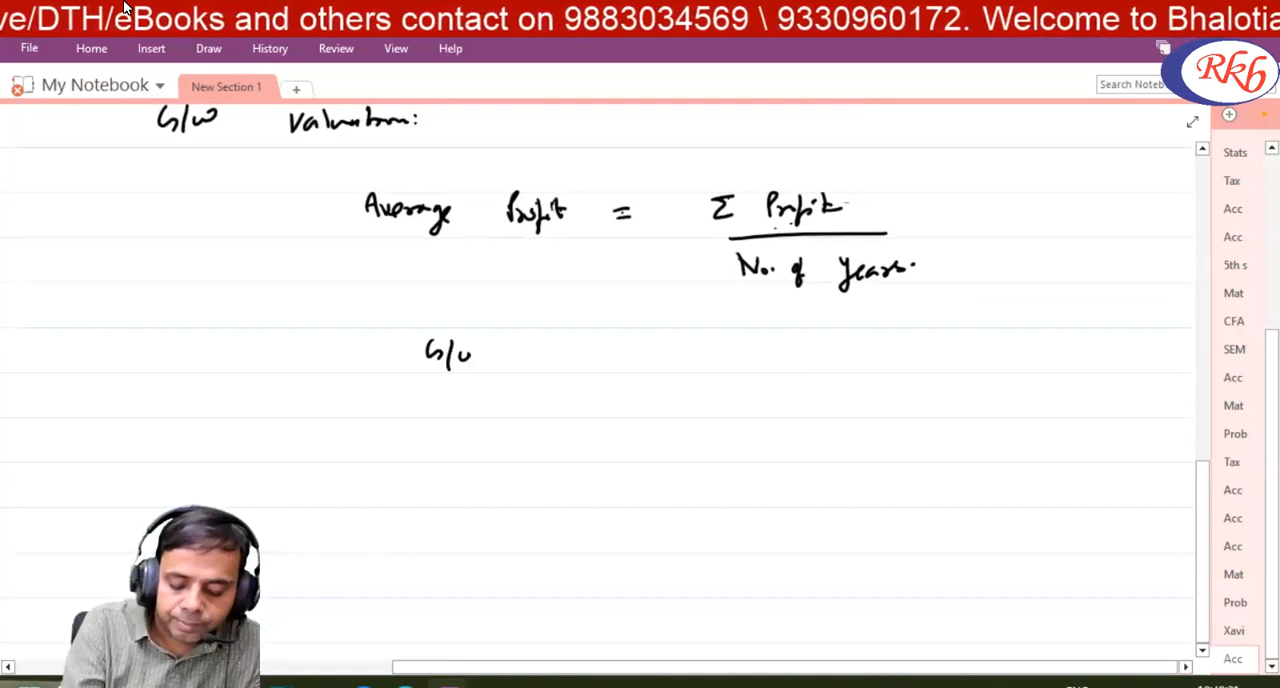 ve/DTH/eBooks and others contact on 9883034569 \ 9330960172. Welcome to Bhalotia
File Home Insert Draw History Review View Help
Rkb
My Notebook New Section 1 + Search Noteb
G/W Valuation:
Average Profit = Σ Profit
No. of Years.
G/w
Stats
Tax
Acc
Acc
5th s
Mat
CFA
SEM
Acc
Mat
Prob
Tax
Acc
Acc
Acc
Mat
Prob
Xavi
Acc